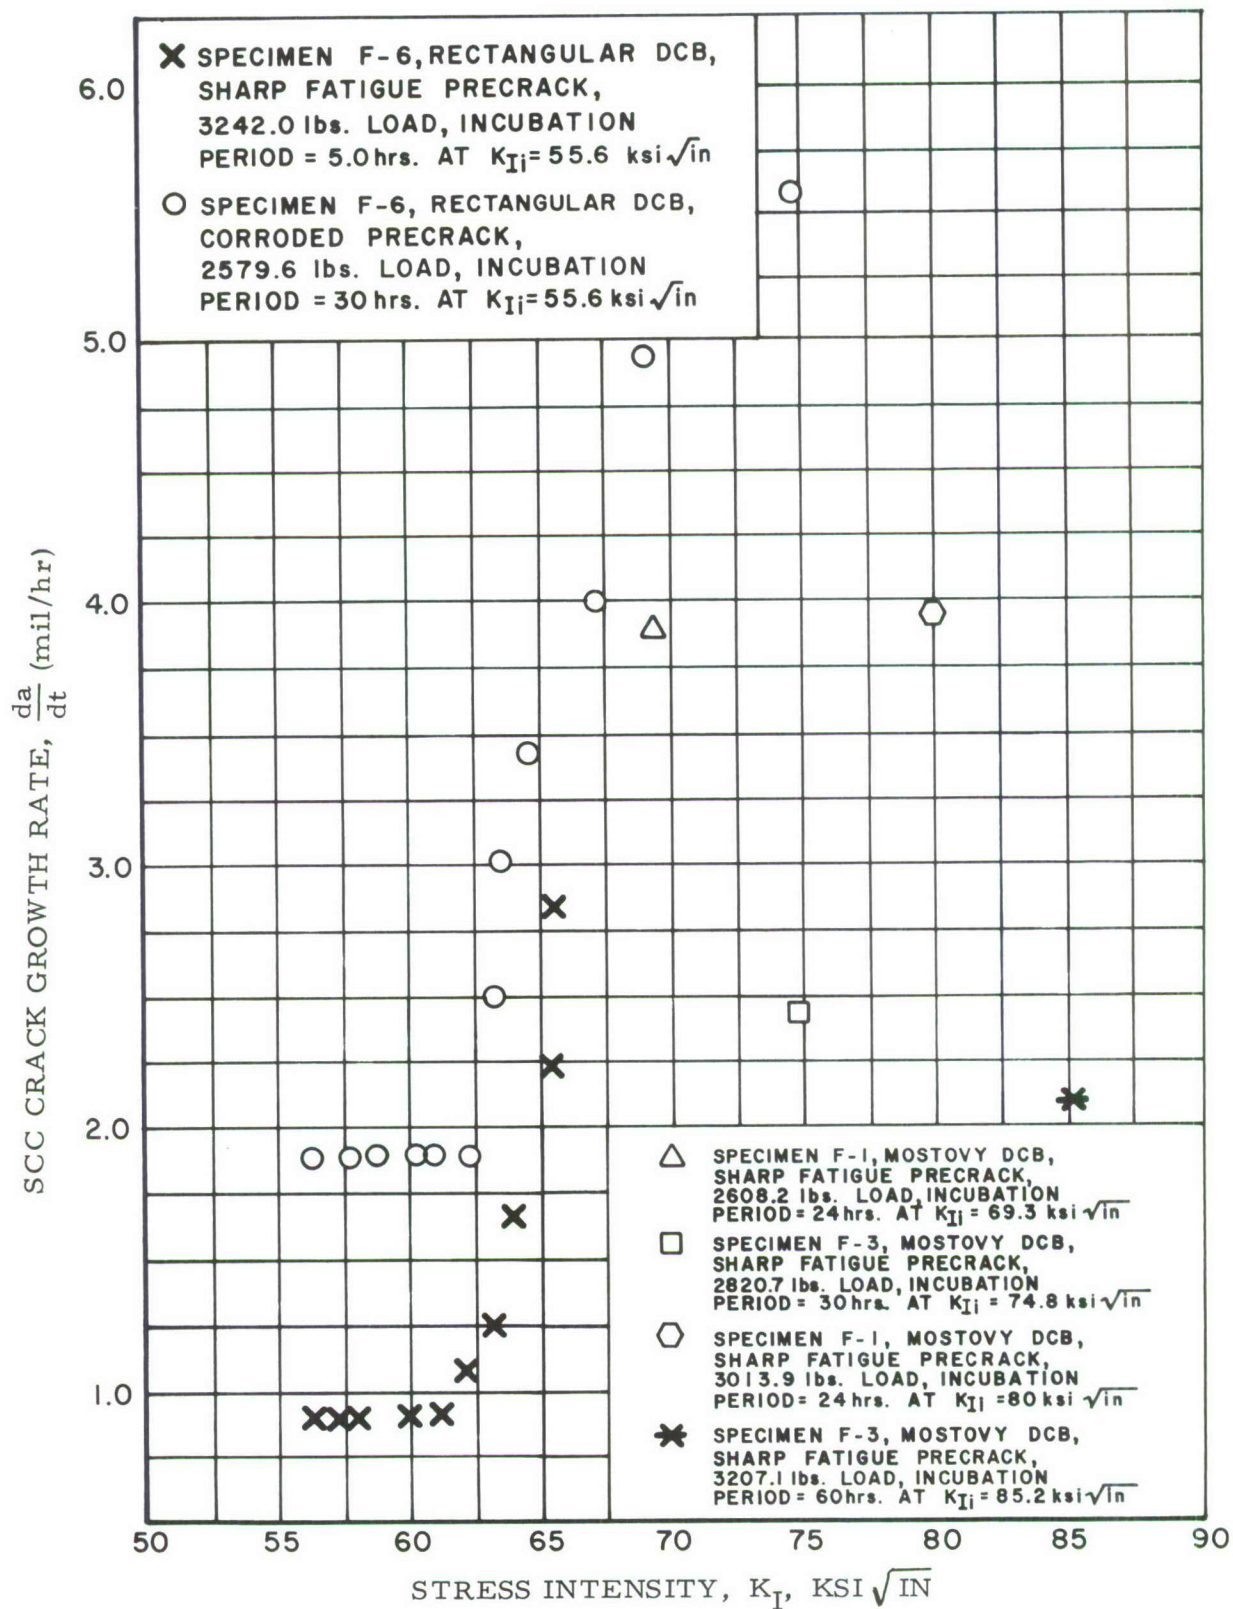 SPECIMEN F-6, RECTANGULAR DCB,
SHARP FATIGUE PRECRACK,
3242.0 lbs. LOAD, INCUBATION
PERIOD = 5.0 hrs. AT K_Ii = 55.6 ksi √in
SPECIMEN F-6, RECTANGULAR DCB,
CORRODED PRECRACK,
2579.6 lbs. LOAD, INCUBATION
PERIOD = 30 hrs. AT K_Ii = 55.6 ksi √in
6.0
5.0
4.0
3.0
2.0
1.0
SCC CRACK GROWTH RATE, da/dt (mil/hr)
SPECIMEN F-1, MOSTOVY DCB,
SHARP FATIGUE PRECRACK,
2608.2 lbs. LOAD, INCUBATION
PERIOD = 24 hrs. AT K_Ii = 69.3 ksi √in
SPECIMEN F-3, MOSTOVY DCB,
SHARP FATIGUE PRECRACK,
2820.7 lbs. LOAD, INCUBATION
PERIOD = 30 hrs. AT K_Ii = 74.8 ksi √in
SPECIMEN F-1, MOSTOVY DCB,
SHARP FATIGUE PRECRACK,
3013.9 lbs. LOAD, INCUBATION
PERIOD = 24 hrs. AT K_Ii = 80 ksi √in
SPECIMEN F-3, MOSTOVY DCB,
SHARP FATIGUE PRECRACK,
3207.1 lbs. LOAD, INCUBATION
PERIOD = 60 hrs. AT K_Ii = 85.2 ksi √in
50 55 60 65 70 75 80 85 90
STRESS INTENSITY, K_I, KSI √IN